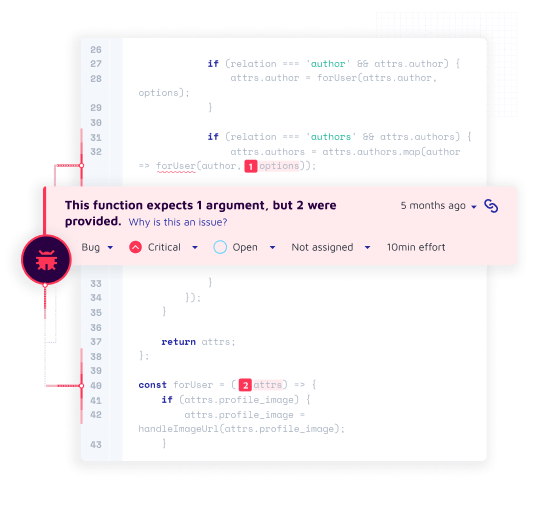 26
27 if (relation === 'author' && attrs.author) {
28 attrs.author = forUser(attrs.author,
options);
29 }
30
31 if (relation === 'authors' && attrs.authors) {
32 attrs.authors = attrs.authors.map(author
=> forUser(author, 1 options));
This function expects 1 argument, but 2 were
provided. Why is this an issue?
5 months ago
Bug Critical Open Not assigned 10min effort
33 }
34 });
35 }
36
37 return attrs;
38 };
39
40 const forUser = ( 2 attrs) => {
41 if (attrs.profile_image) {
42 attrs.profile_image =
handleImageUrl(attrs.profile_image);
43 }